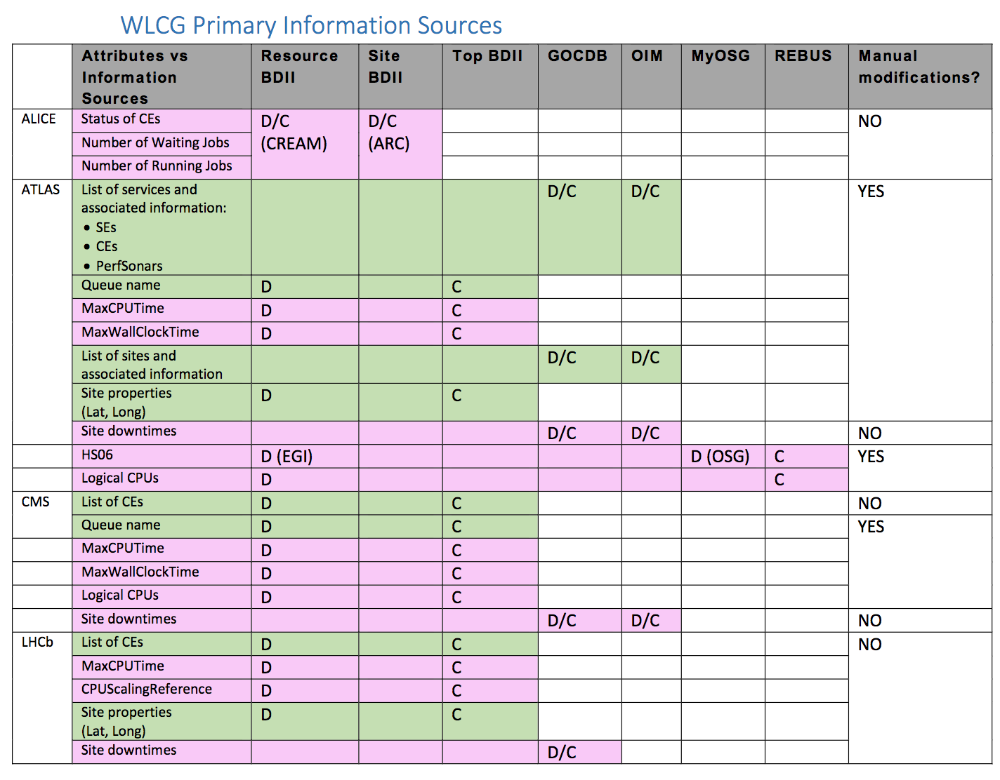 WLCG Primary Information Sources
Attributes vs Information Sources Resource BDII Site BDII Top BDII GOCDB OIM MyOSG REBUS Manual modifications?
ALICE Status of CEs D/C (CREAM) D/C (ARC) NO
Number of Waiting Jobs
Number of Running Jobs
ATLAS List of services and D/C D/C YES
associated information:
• SEs
• CEs
• PerfSonars
Queue name D C
MaxCPUTime D C
MaxWallClockTime D C
List of sites and D/C D/C
associated information
Site properties D C
(Lat, Long)
Site downtimes D/C D/C NO
HS06 D (EGI) D (OSG) C YES
Logical CPUs D C
CMS List of CEs D C NO
Queue name D C YES
MaxCPUTime D C
MaxWallClockTime D C
Logical CPUs D C
Site downtimes D/C D/C NO
LHCb List of CEs D C NO
MaxCPUTime D C
CPUScalingReference D C
Site properties D C
(Lat, Long)
Site downtimes D/C